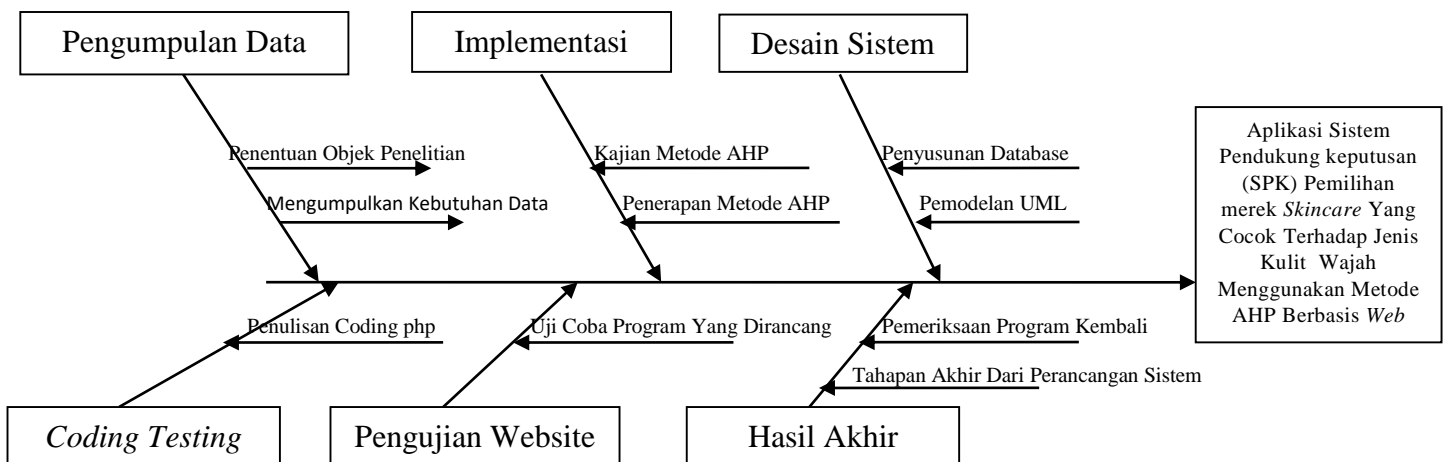 Pengumpulan Data
Implementasi
Desain Sistem
Penentuan Objek Penelitian
Mengumpulkan Kebutuhan Data
Kajian Metode AHP
Penerapan Metode AHP
Penyusunan Database
Pemodelan UML
Aplikasi Sistem
Pendukung keputusan
(SPK) Pemilihan
merek Skincare Yang
Cocok Terhadap Jenis
Kulit Wajah
Menggunakan Metode
AHP Berbasis Web
Penulisan Coding php
Uji Coba Program Yang Dirancang
Pemeriksaan Program Kembali
Tahapan Akhir Dari Perancangan Sistem
Coding Testing
Pengujian Website
Hasil Akhir